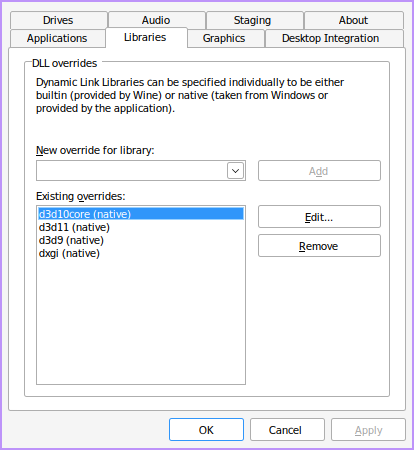 Drives
Audio
Staging
About
Applications
Libraries
Graphics
Desktop Integration
DLL overrides
Dynamic Link Libraries can be specified individually to be either
builtin (provided by Wine) or native (taken from Windows or
provided by the application).
New override for library:
Add
Existing overrides:
d3d10core (native)
d3d11 (native)
d3d9 (native)
dxgi (native)
Edit...
Remove
OK
Cancel
Apply